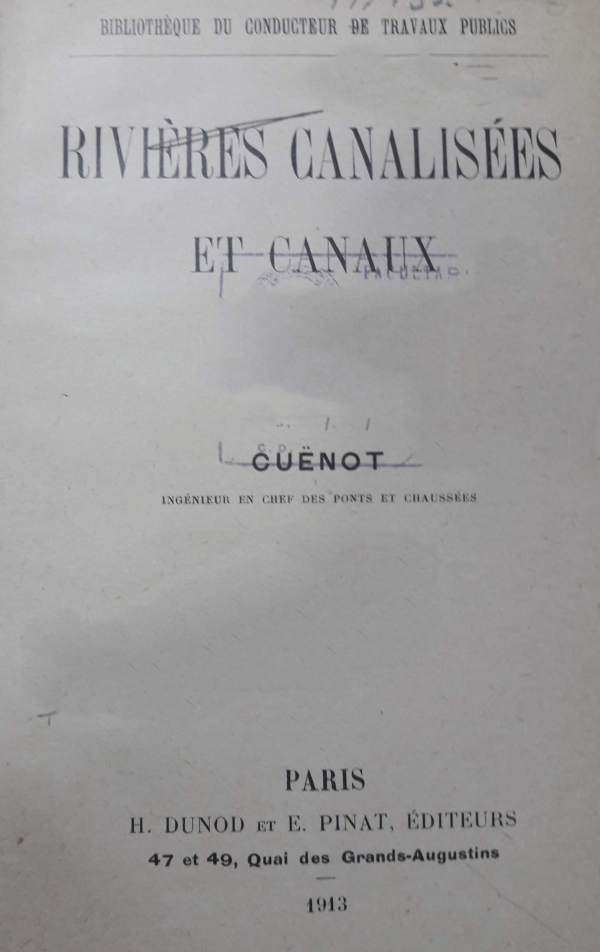 BIBLIOTHÈQUE DU CONDUCTEUR DE TRAVAUX PUBLICS
RIVIÈRES CANALISÉES
ET CANAUX
FACULTAD
CUËNOT
INGÉNIEUR EN CHEF DES PONTS ET CHAUSSÉES
PARIS
H. DUNOD ET E. PINAT, ÉDITEURS
47 et 49, Quai des Grands-Augustins
1913